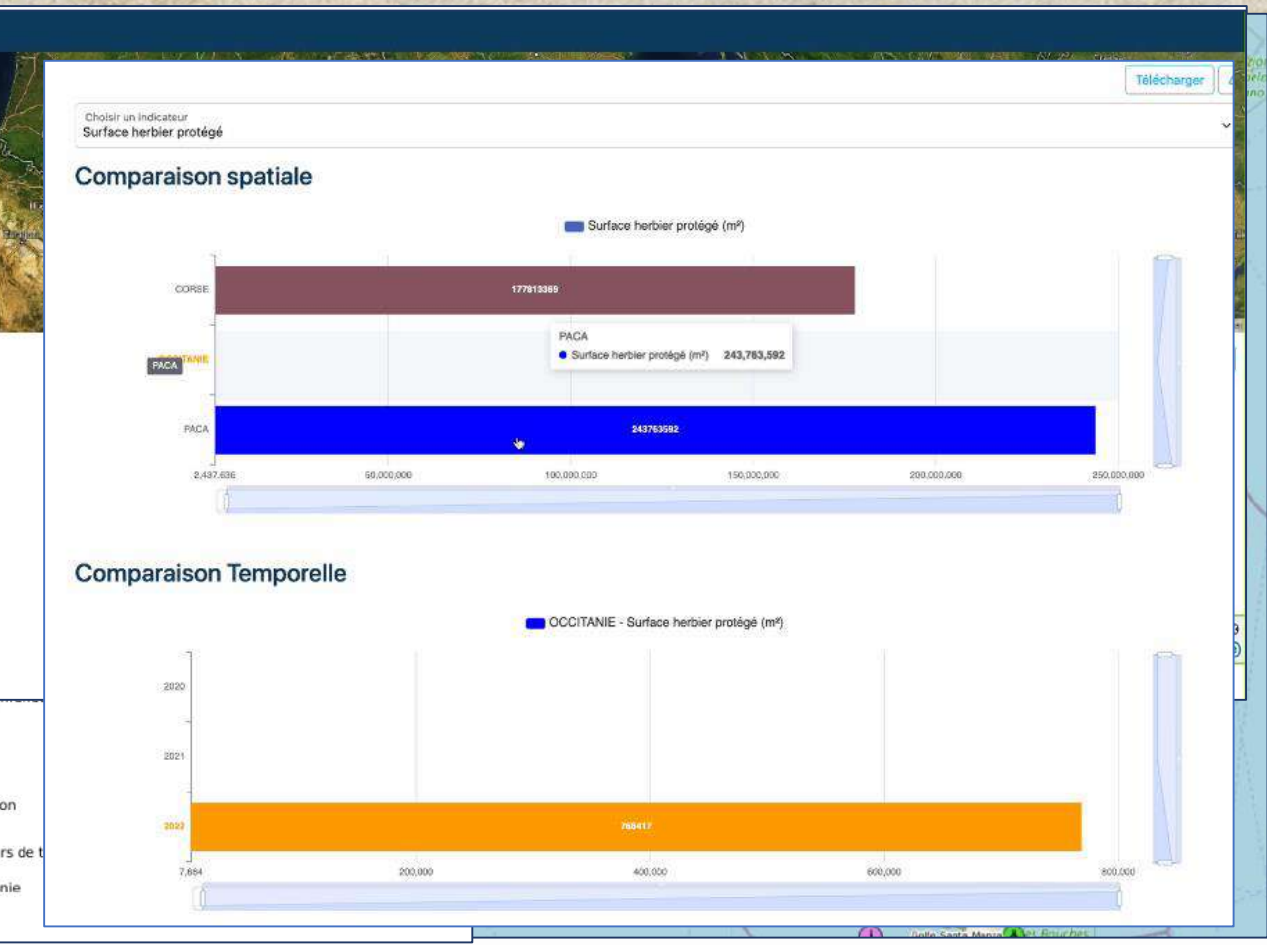 Télécharger
Choisir un indicateur
Surface herbier protégé
Comparaison spatiale
Surface herbier protégé (m²)
CORSE
177813369
PACA
Surface herbier protégé (m²) 243,763,592
PACA
PACA
243763592
2,437,636 50,000,000 100,000,000 150,000,000 200,000,000 250,000,000
Comparaison Temporelle
OCCITANIE - Surface herbier protégé (m²)
2020
2021
2022
768417
7,684 200,000 400,000 600,000 800,000
on
rs de t
nie